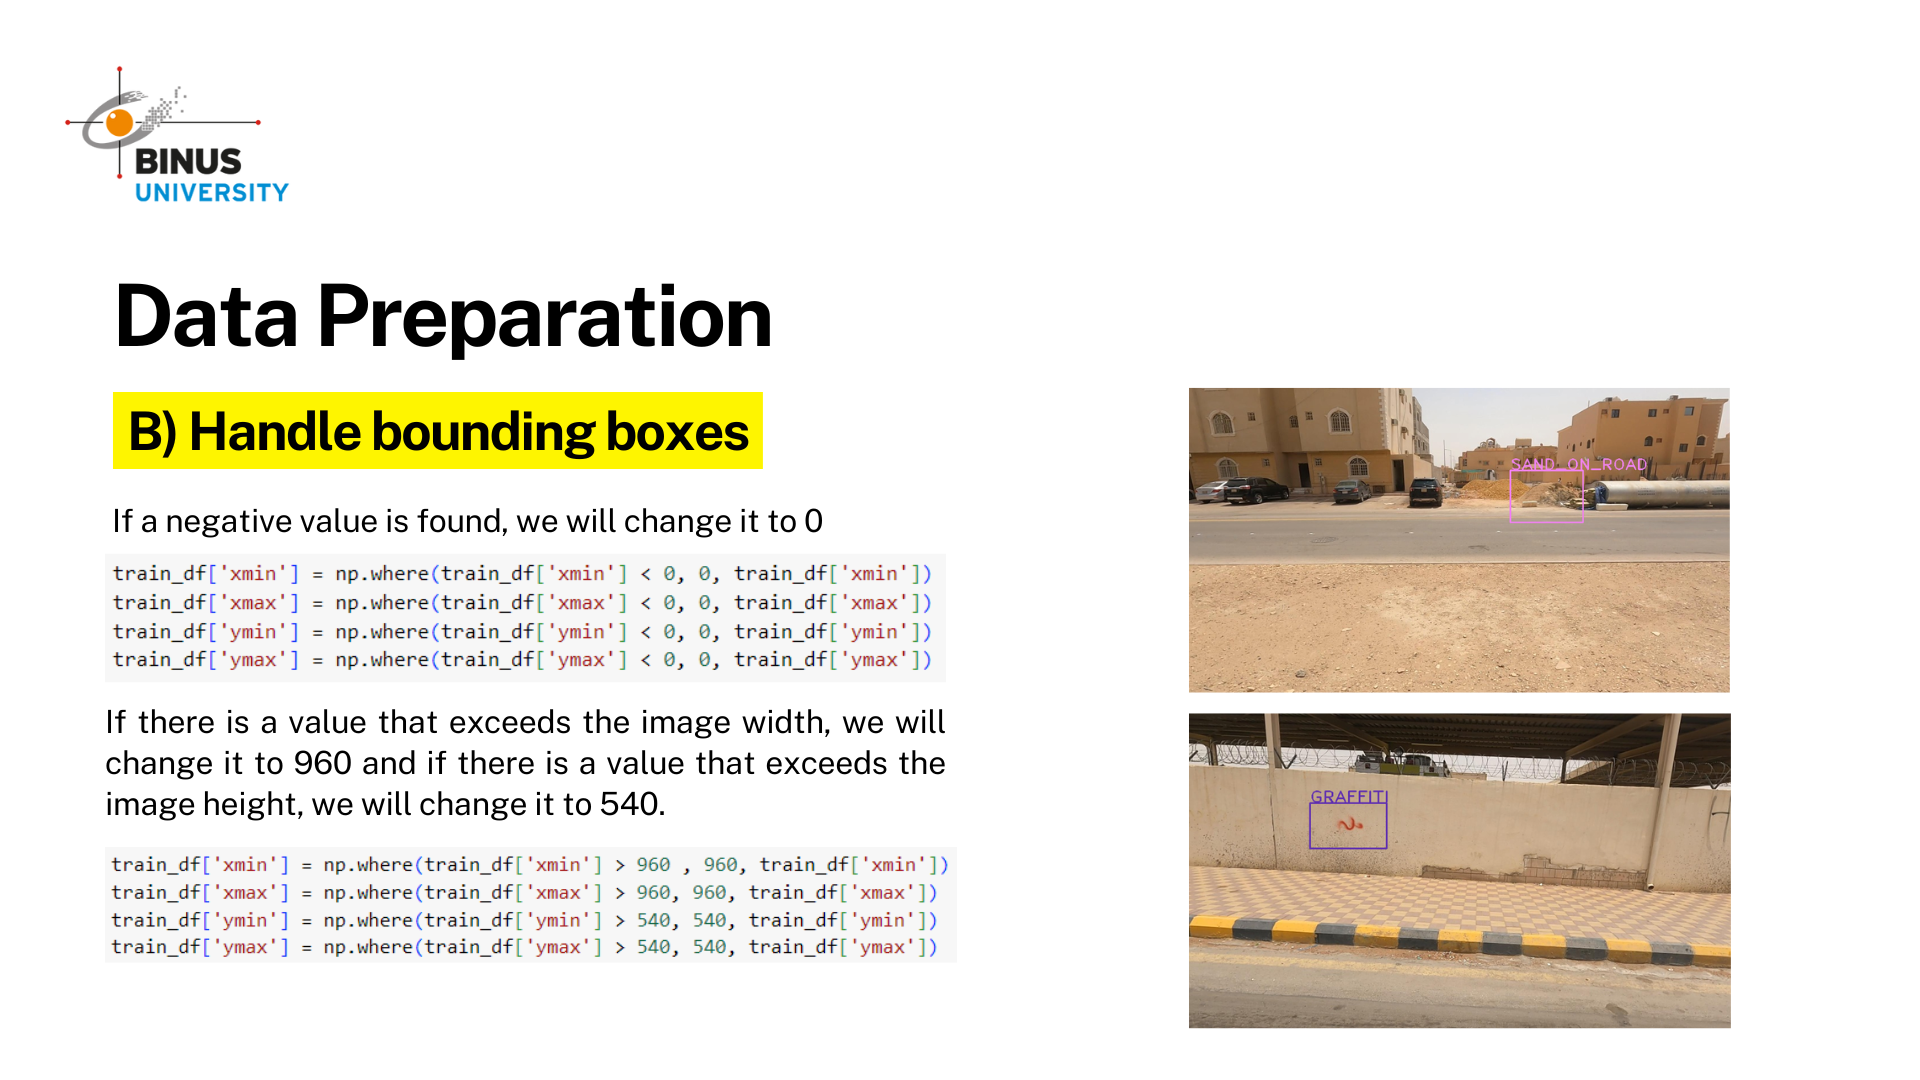 BINUS
UNIVERSITY
Data Preparation
B) Handle bounding boxes
If a negative value is found, we will change it to 0
train_df['xmin'] = np.where(train_df['xmin'] < 0, 0, train_df['xmin'])
train_df['xmax'] = np.where(train_df['xmax'] < 0, 0, train_df['xmax'])
train_df['ymin'] = np.where(train_df['ymin'] < 0, 0, train_df['ymin'])
train_df['ymax'] = np.where(train_df['ymax'] < 0, 0, train_df['ymax'])
If there is a value that exceeds the image width, we will
change it to 960 and if there is a value that exceeds the
image height, we will change it to 540.
train_df['xmin'] = np.where(train_df['xmin'] > 960 , 960, train_df['xmin'])
train_df['xmax'] = np.where(train_df['xmax'] > 960, 960, train_df['xmax'])
train_df['ymin'] = np.where(train_df['ymin'] > 540, 540, train_df['ymin'])
train_df['ymax'] = np.where(train_df['ymax'] > 540, 540, train_df['ymax'])
SAND_ON_ROAD
GRAFFITI